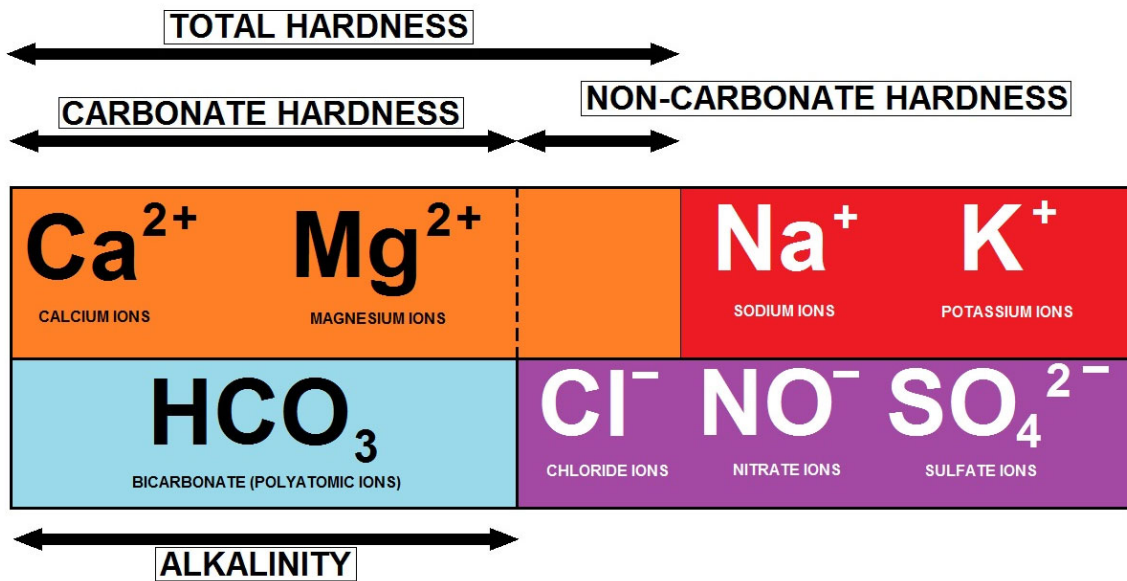 TOTAL HARDNESS
CARBONATE HARDNESS
NON-CARBONATE HARDNESS
Ca²⁺ Mg²⁺ Na⁺ K⁺
CALCIUM IONS MAGNESIUM IONS SODIUM IONS POTASSIUM IONS
HCO₃ Cl⁻ NO⁻ SO₄²⁻
BICARBONATE (POLYATOMIC IONS) CHLORIDE IONS NITRATE IONS SULFATE IONS
ALKALINITY